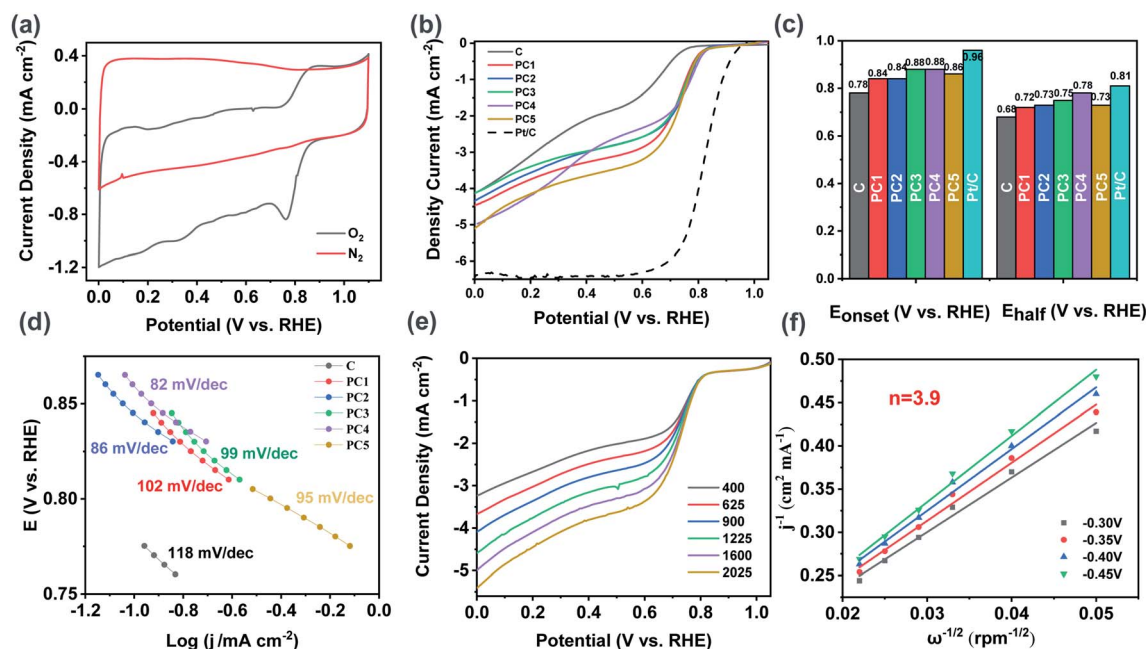 (a)
Current Density (mA cm-2)
0.4
0.0
-0.4
-0.8
-1.2
0.0 0.2 0.4 0.6 0.8 1.0
Potential (V vs. RHE)
O2
N2
(b)
Density Current (mA cm-2)
0
-1
-2
-3
-4
-5
-6
0.0 0.2 0.4 0.6 0.8 1.0
Potential (V vs. RHE)
C
PC1
PC2
PC3
PC4
PC5
Pt/C
(c)
1.0
0.8
0.6
0.4
0.2
0.0
0.78 0.84 0.84 0.88 0.88 0.86 0.96
C PC1 PC2 PC3 PC4 PC5 Pt/C
0.68 0.72 0.73 0.75 0.78 0.73 0.81
C PC1 PC2 PC3 PC4 PC5 Pt/C
Eonset (V vs. RHE) Ehalf (V vs. RHE)
(d)
E (V vs. RHE)
0.85
0.80
0.75
-1.2 -1.0 -0.8 -0.6 -0.4 -0.2 0.0
Log (j/mA cm-2)
82 mV/dec
86 mV/dec
99 mV/dec
102 mV/dec
95 mV/dec
118 mV/dec
C
PC1
PC2
PC3
PC4
PC5
(e)
Current Density (mA cm-2)
0
-1
-2
-3
-4
-5
0.0 0.2 0.4 0.6 0.8 1.0
Potential (V vs. RHE)
400
625
900
1225
1600
2025
(f)
j-1 (cm2 mA-1)
0.50
0.45
0.40
0.35
0.30
0.25
0.02 0.03 0.04 0.05
ω-1/2 (rpm-1/2)
n=3.9
-0.30V
-0.35V
-0.40V
-0.45V